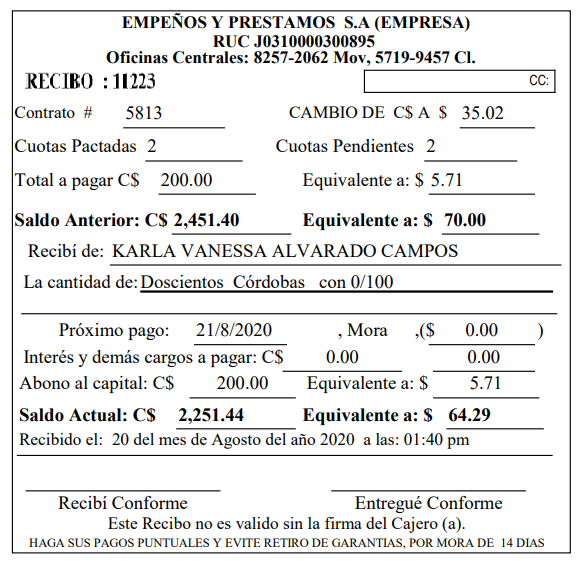 EMPEÑOS Y PRESTAMOS S.A (EMPRESA)
RUC J0310000300895
Oficinas Centrales: 8257-2062 Mov, 5719-9457 Cl.
RECIBO : 11223
CC:
Contrato # 5813 CAMBIO DE C$ A $ 35.02
Cuotas Pactadas 2 Cuotas Pendientes 2
Total a pagar C$ 200.00 Equivalente a: $ 5.71
Saldo Anterior: C$ 2,451.40 Equivalente a: $ 70.00
Recibí de: KARLA VANESSA ALVARADO CAMPOS
La cantidad de: Doscientos Córdobas con 0/100
Próximo pago: 21/8/2020 , Mora ,($ 0.00 )
Interés y demás cargos a pagar: C$ 0.00 0.00
Abono al capital: C$ 200.00 Equivalente a: $ 5.71
Saldo Actual: C$ 2,251.44 Equivalente a: $ 64.29
Recibido el: 20 del mes de Agosto del año 2020 a las: 01:40 pm
Recibí Conforme Entregué Conforme
Este Recibo no es valido sin la firma del Cajero (a).
HAGA SUS PAGOS PUNTUALES Y EVITE RETIRO DE GARANTIAS, POR MORA DE 14 DIAS